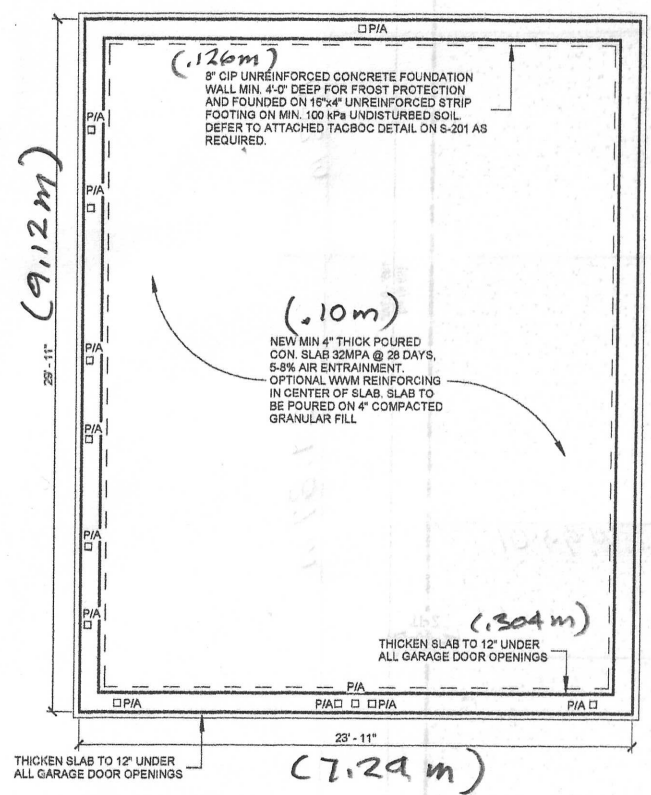 P/A
(.126m)
8" CIP UNREINFORCED CONCRETE FOUNDATION
WALL MIN. 4'-0" DEEP FOR FROST PROTECTION
AND FOUNDED ON 16"x4" UNREINFORCED STRIP
FOOTING ON MIN. 100 kPa UNDISTURBED SOIL.
DEFER TO ATTACHED TACBOC DETAIL ON S-201 AS
REQUIRED.
P/A
P/A
(9.12m)
29' - 11"
(.10m)
NEW MIN 4" THICK POURED
CON. SLAB 32MPA @ 28 DAYS,
5-8% AIR ENTRAINMENT.
OPTIONAL WWM REINFORCING
IN CENTER OF SLAB. SLAB TO
BE POURED ON 4" COMPACTED
GRANULAR FILL
P/A
P/A
P/A
P/A
(.304m)
THICKEN SLAB TO 12" UNDER
ALL GARAGE DOOR OPENINGS
P/A
P/A
P/A
P/A
P/A
23' - 11"
THICKEN SLAB TO 12" UNDER
ALL GARAGE DOOR OPENINGS
(7.29 m)